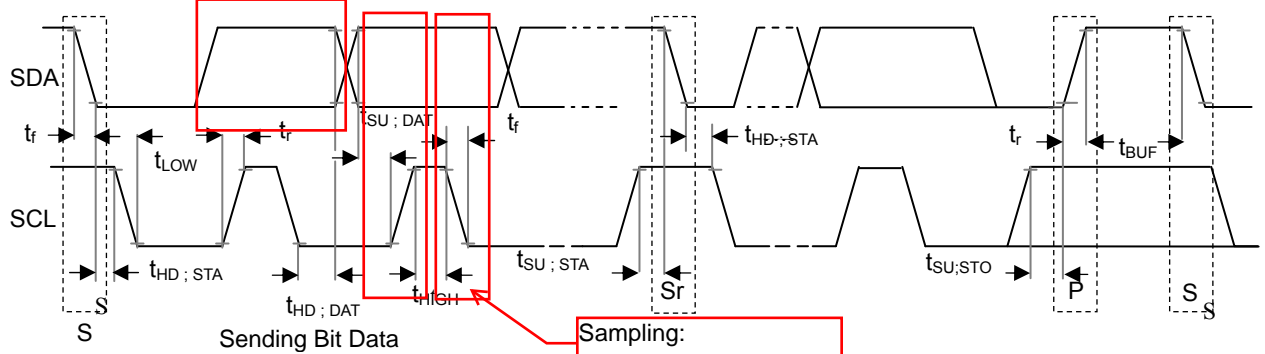 SDA
tSU ; DAT
tf
tr
tf
tHD ; STA
tr
tLOW
tBUF
SCL
tHD ; STA
tSU ; STA
tSU;STO
tHD ; DAT
tHIGH
Sr
P
S
S
S
S
Sending Bit Data
Sampling: